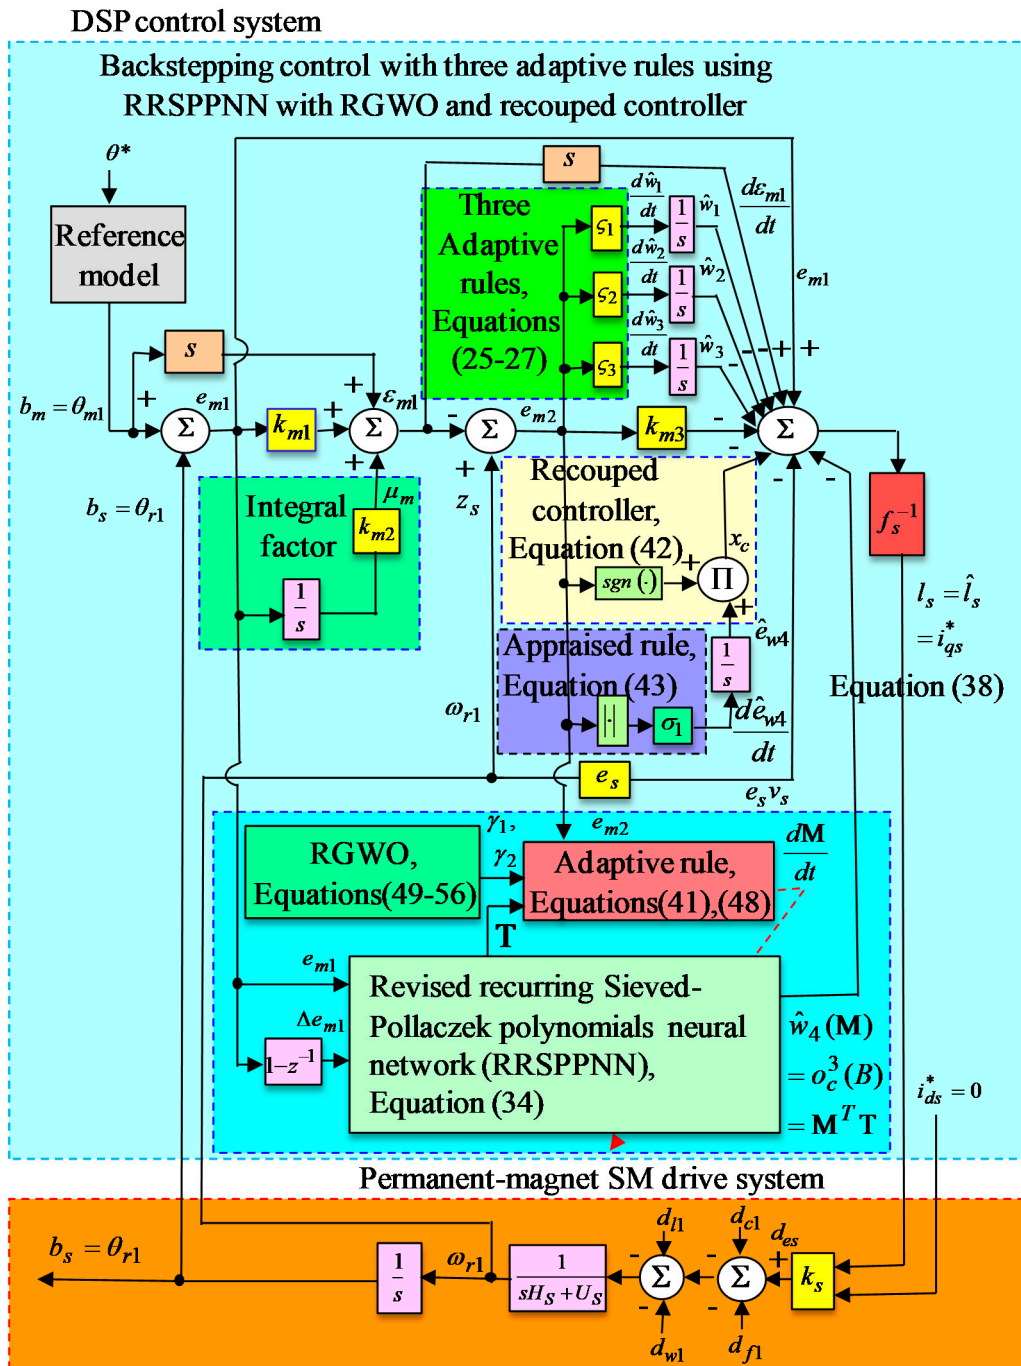 DSP control system
Backstepping control with three adaptive rules using
RRSPPNN with RGWO and recouped controller
θ*
Reference
model
s
Three
Adaptive
rules,
Equations
(25-27)
ς1
ς2
ς3
dŵ1/dt
dŵ2/dt
dŵ3/dt
1/s
1/s
1/s
ŵ1
ŵ2
ŵ3
dεm1/dt
em1
s
bm = θm1
+
Σ
em1
km1
+
+
Σ
+
εm1
-
Σ
+
em2
km3
-
-
-
-
+
+
Σ
-
-
-
bs = θr1
Integral
factor
μm
km2
1/s
zs
Recouped
controller,
Equation (42)
sgn(·)
+
Π
+
xc
fs⁻¹
ls = l̂s
= i*qs
Equation (38)
Appraised rule,
Equation (43)
|·|
σ1
1/s
êw4
dêw4/dt
ωr1
es
esvs
RGWO,
Equations(49-56)
γ1,
γ2
em2
Adaptive rule,
Equations(41),(48)
dM/dt
T
em1
Δem1
1−z⁻¹
Revised recurring Sieved-
Pollaczek polynomials neural
network (RRSPPNN),
Equation (34)
ŵ4(M)
= o³c(B)
= MᵀT
i*ds = 0
Permanent-magnet SM drive system
bs = θr1
1/s
ωr1
1/(sHS+US)
dl1
-
Σ
-
dw1
dc1
-
Σ
-
df1
des
+
ks